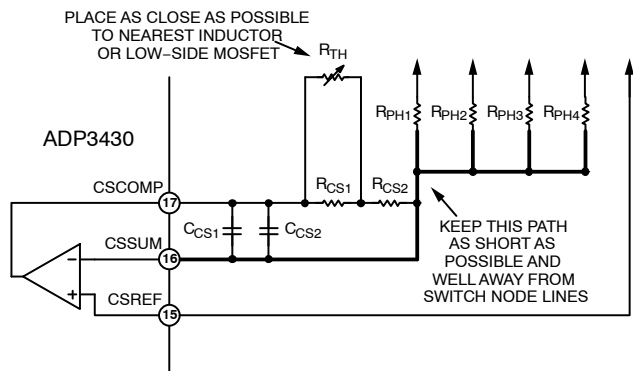 PLACE AS CLOSE AS POSSIBLE
TO NEAREST INDUCTOR
OR LOW–SIDE MOSFET
RTH
RPH1
RPH2
RPH3
RPH4
ADP3430
CSCOMP
17
RCS1
RCS2
CCS1
CCS2
KEEP THIS PATH
AS SHORT AS
POSSIBLE AND
WELL AWAY FROM
SWITCH NODE LINES
CSSUM
16
–
+
CSREF
15